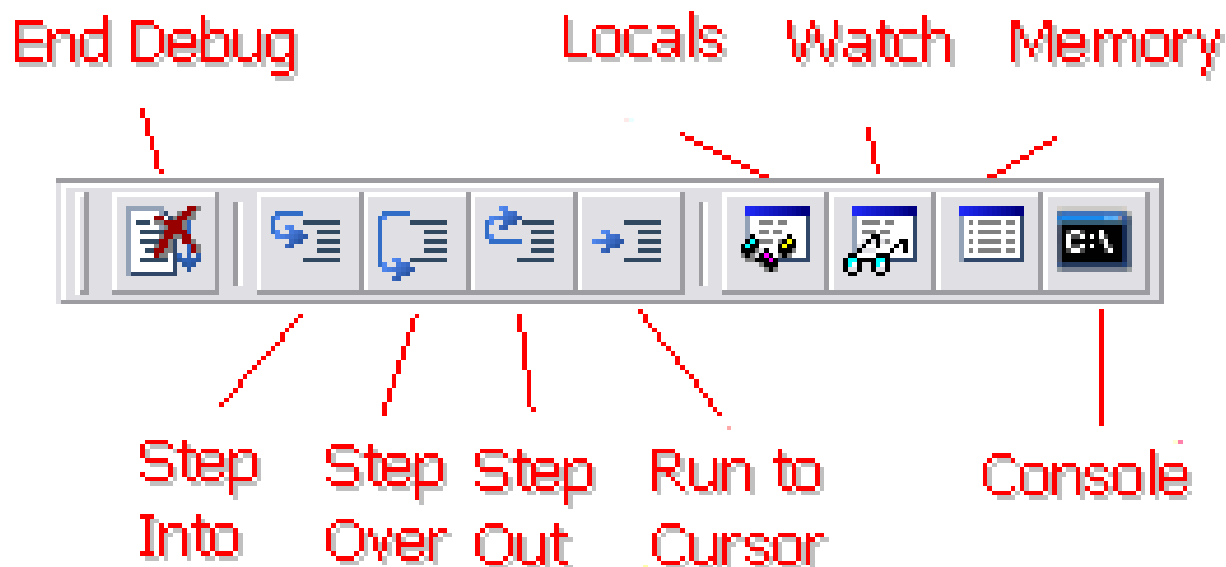 End Debug
Locals
Watch
Memory
C:\
Step
Into
Step
Over
Step
Out
Run to
Cursor
Console